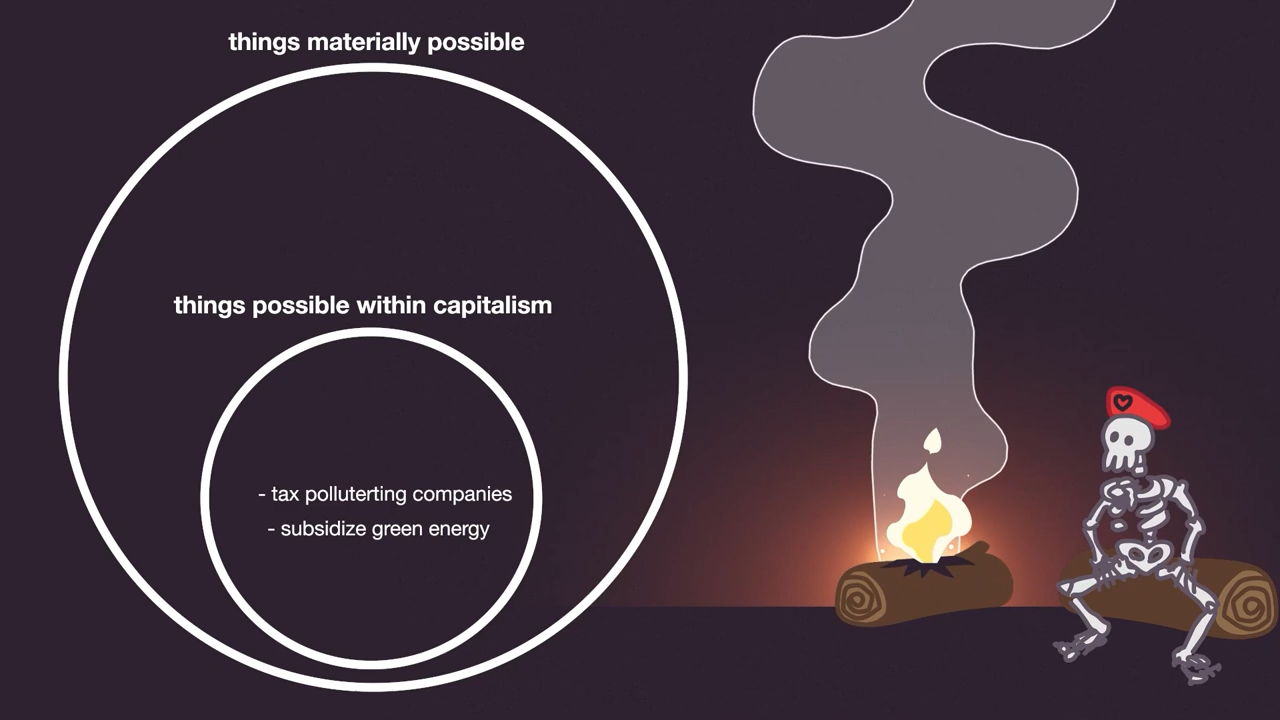 things materially possible
things possible within capitalism
- tax polluterting companies
- subsidize green energy